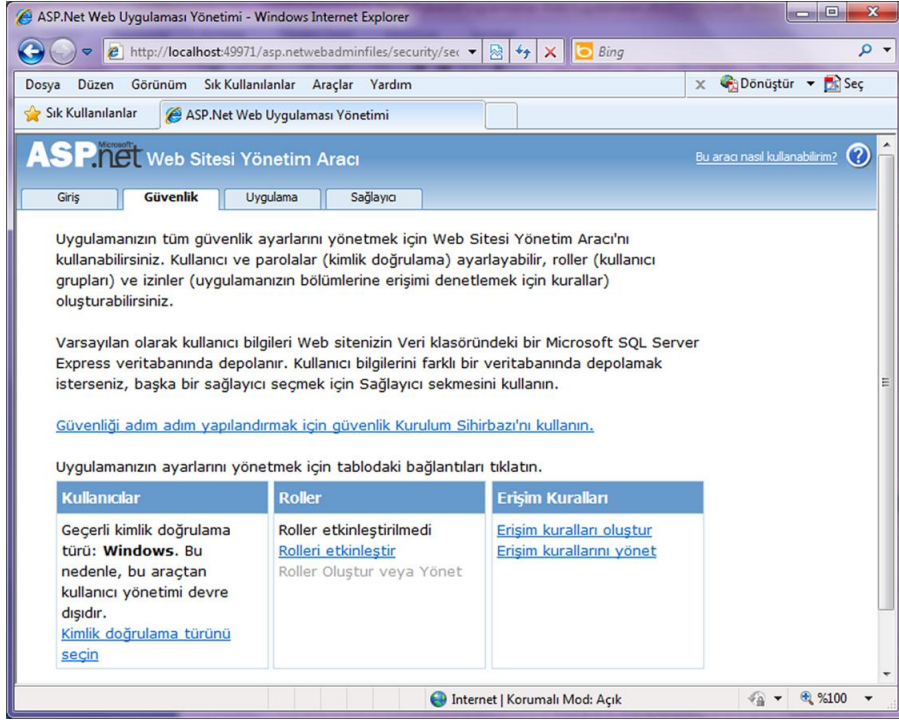 ASP.Net Web Uygulaması Yönetimi - Windows Internet Explorer
http://localhost:49971/asp.netwebadminfiles/security/sec
Bing
Dosya Düzen Görünüm Sık Kullanılanlar Araçlar Yardım
x Dönüştür Seç
Sık Kullanılanlar
ASP.Net Web Uygulaması Yönetimi
Microsoft
ASP.net Web Sitesi Yönetim Aracı
Bu aracı nasıl kullanabilirim? ?
Giriş Güvenlik Uygulama Sağlayıcı
Uygulamanızın tüm güvenlik ayarlarını yönetmek için Web Sitesi Yönetim Aracı'nı
kullanabilirsiniz. Kullanıcı ve parolalar (kimlik doğrulama) ayarlayabilir, roller (kullanıcı
grupları) ve izinler (uygulamanızın bölümlerine erişimi denetlemek için kurallar)
oluşturabilirsiniz.
Varsayılan olarak kullanıcı bilgileri Web sitenizin Veri klasöründeki bir Microsoft SQL Server
Express veritabanında depolanır. Kullanıcı bilgilerini farklı bir veritabanında depolamak
isterseniz, başka bir sağlayıcı seçmek için Sağlayıcı sekmesini kullanın.
Güvenliği adım adım yapılandırmak için güvenlik Kurulum Sihirbazı'nı kullanın.
Uygulamanızın ayarlarını yönetmek için tablodaki bağlantıları tıklatın.
Kullanıcılar
Geçerli kimlik doğrulama
türü: Windows. Bu
nedenle, bu araçtan
kullanıcı yönetimi devre
dışıdır.
Kimlik doğrulama türünü
seçin
Roller
Roller etkinleştirilmedi
Rolleri etkinleştir
Roller Oluştur veya Yönet
Erişim Kuralları
Erişim kuralları oluştur
Erişim kurallarını yönet
Internet | Korumalı Mod: Açık
%100